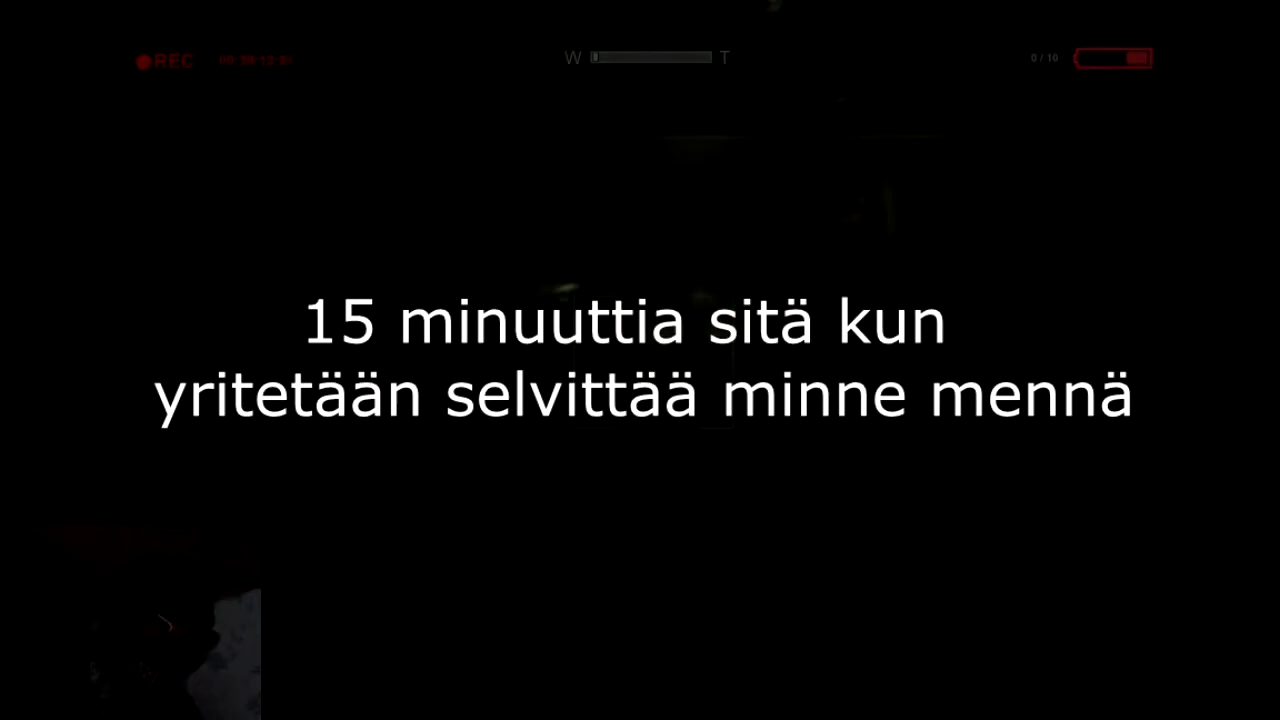 REC
W T
0 / 10
15 minuuttia sitä kun
yritetään selvittää minne mennä